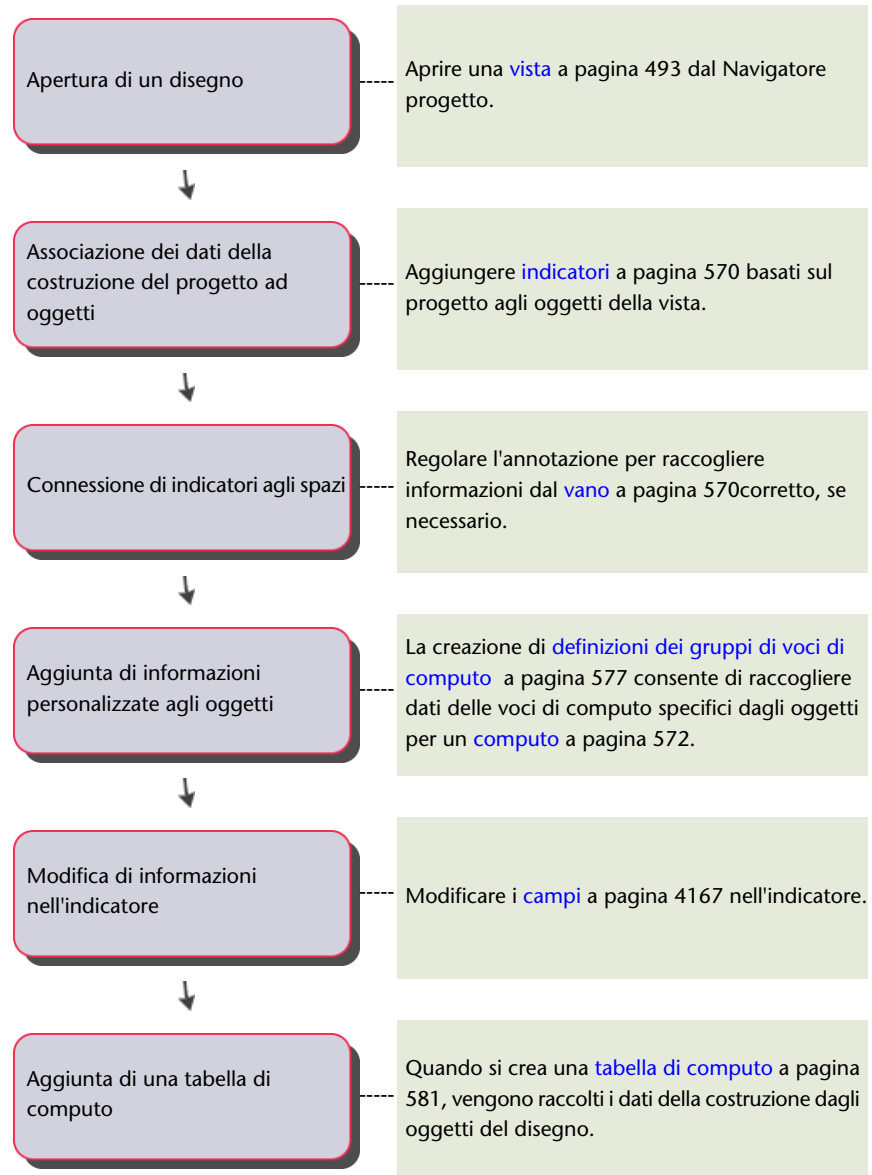 Apertura di un disegno
Aprire una vista a pagina 493 dal Navigatore
progetto.
Associazione dei dati della
costruzione del progetto ad
oggetti
Aggiungere indicatori a pagina 570 basati sul
progetto agli oggetti della vista.
Connessione di indicatori agli spazi
Regolare l'annotazione per raccogliere
informazioni dal vano a pagina 570corretto, se
necessario.
Aggiunta di informazioni
personalizzate agli oggetti
La creazione di definizioni dei gruppi di voci di
computo a pagina 577 consente di raccogliere
dati delle voci di computo specifici dagli oggetti
per un computo a pagina 572.
Modifica di informazioni
nell'indicatore
Modificare i campi a pagina 4167 nell'indicatore.
Aggiunta di una tabella di
computo
Quando si crea una tabella di computo a pagina
581, vengono raccolti i dati della costruzione dagli
oggetti del disegno.